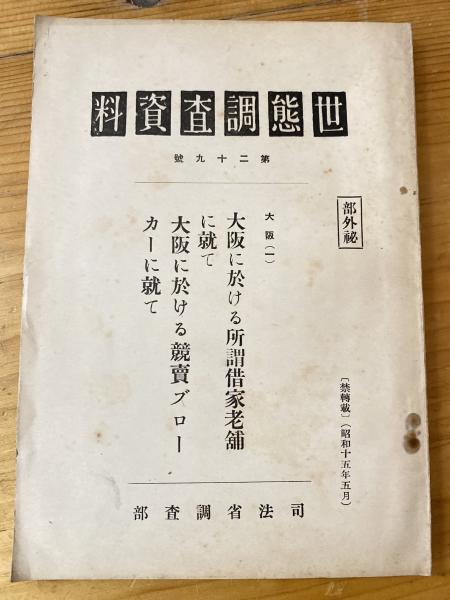 世態調査資料
第二十九號
部外祕
大阪(一)
大阪に於ける所謂借家老舗
に就て
大阪に於ける競賣ブロー
カーに就て
〔禁轉載〕(昭和十五年五月)
司法省調査部